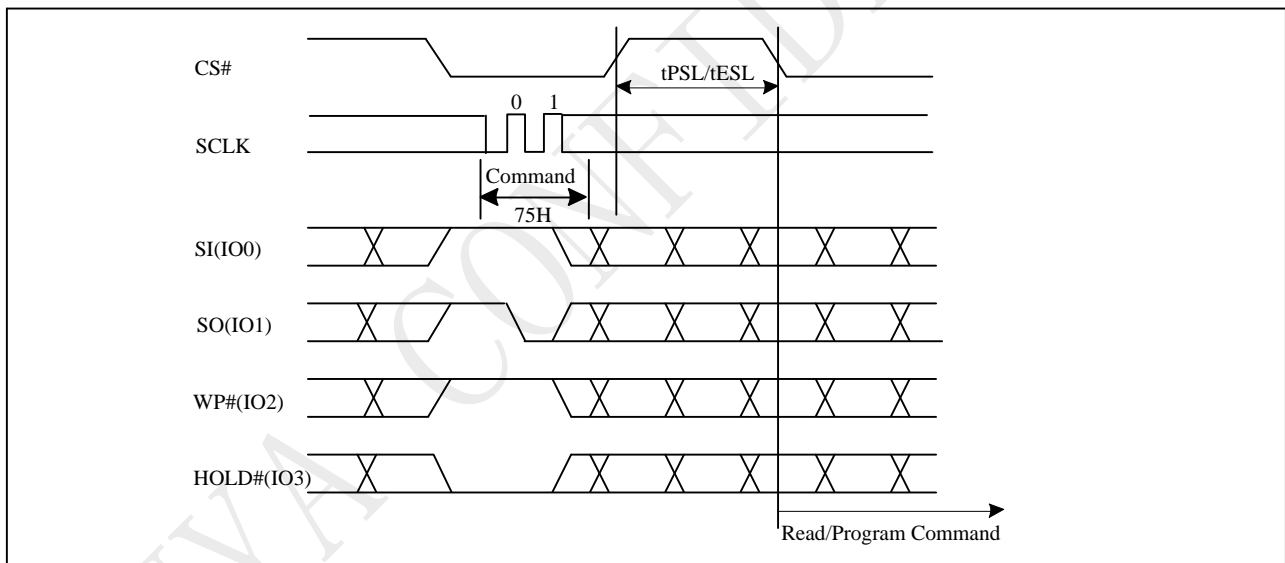 CS#
tPSL/tESL
0 1
SCLK
Command
75H
SI(IO0)
SO(IO1)
WP#(IO2)
HOLD#(IO3)
Read/Program Command